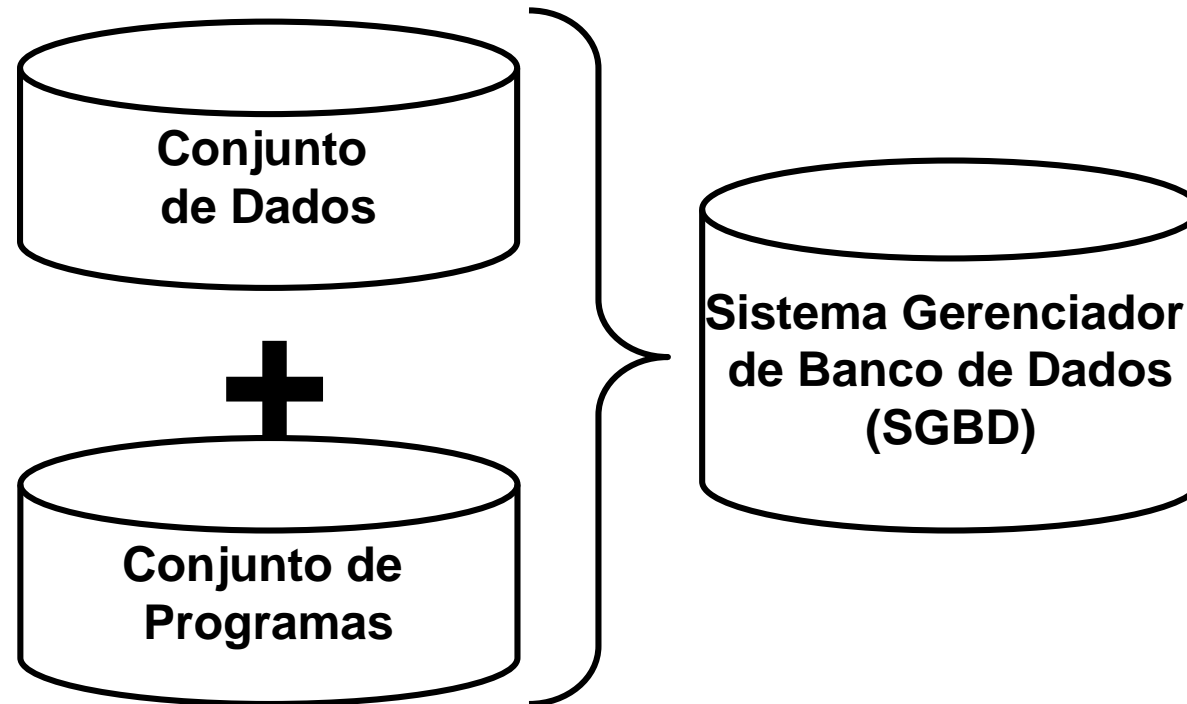 Conjunto
de Dados
+
Conjunto de
Programas
Sistema Gerenciador
de Banco de Dados
(SGBD)